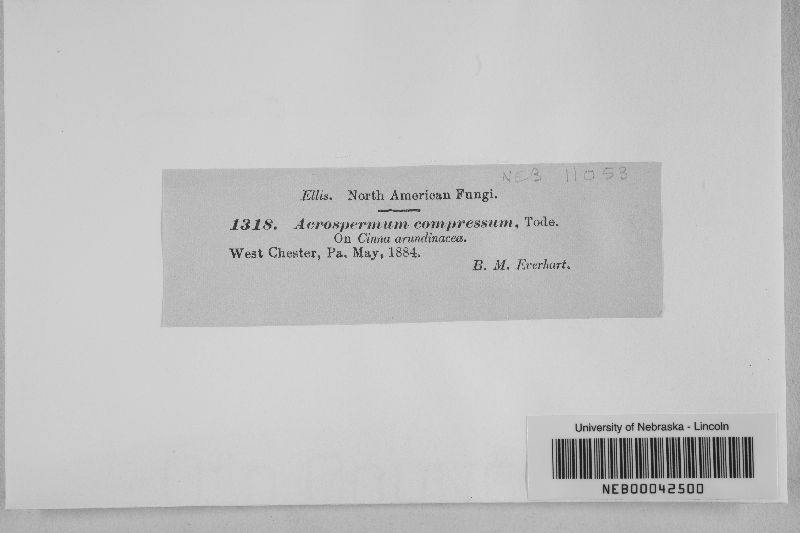 NEB 11053
Ellis. North American Fungi.
1318. Acrospermum compressum, Tode.
On Cinna arundinacea.
West Chester, Pa. May, 1884.
B. M. Everhart.
University of Nebraska - Lincoln
NEB00042500